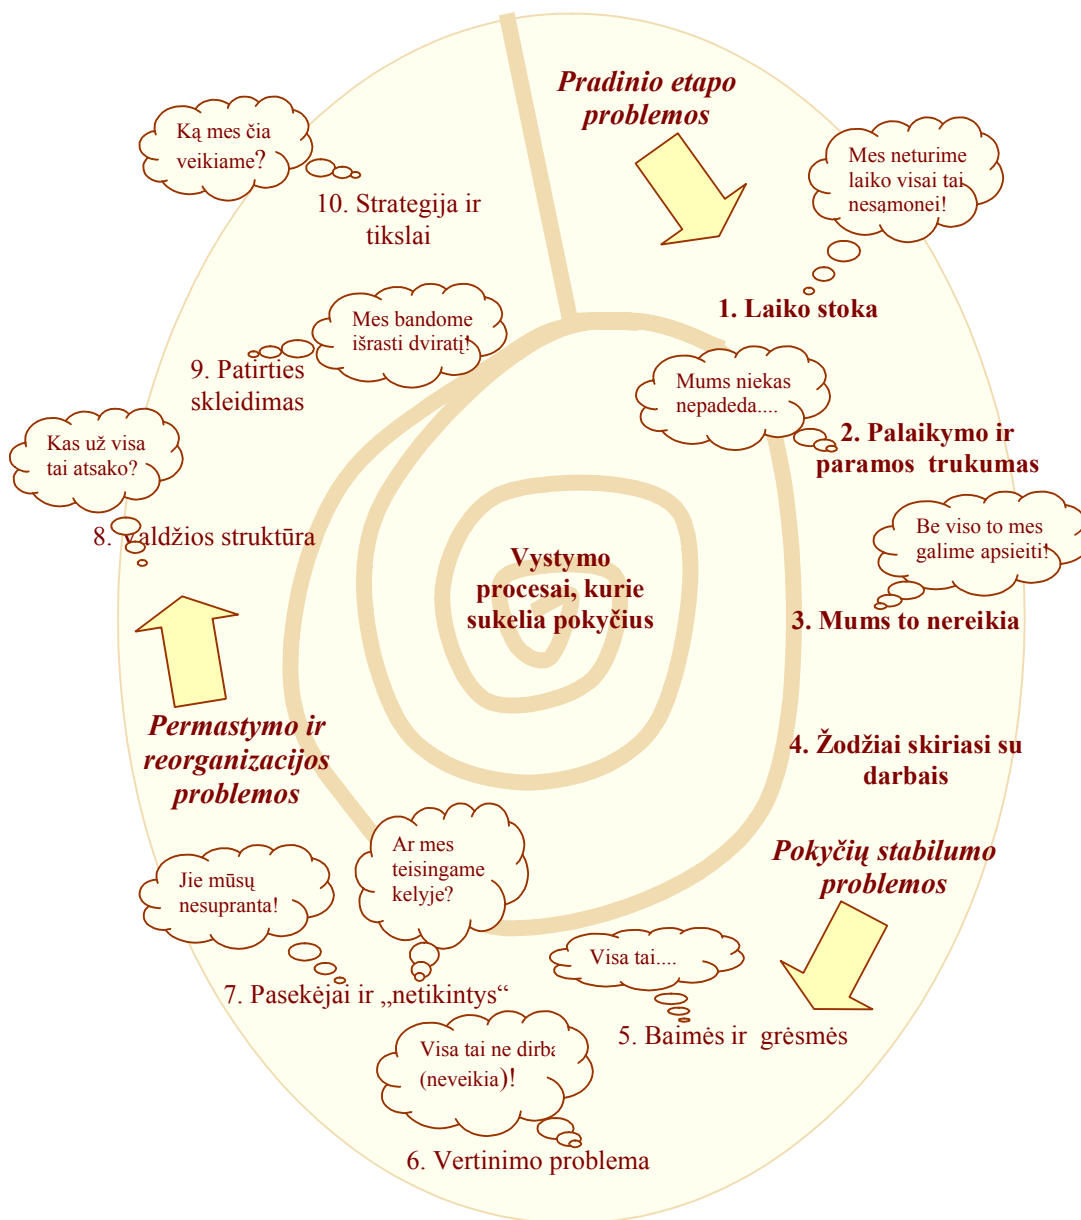 Pradinio etapo
problemos
Mes neturime
laiko visai tai
nesąmonei!
1. Laiko stoka
Mums niekas
nepadeda....
2. Palaikymo ir
paramos trukumas
Be viso to mes
galime apsieiti!
3. Mums to nereikia
4. Žodžiai skiriasi su
darbais
Pokyčių stabilumo
problemos
Visa tai....
5. Baimės ir grėsmės
Visa tai ne dirba
(neveikia)!
6. Vertinimo problema
Ar mes
teisingame
kelyje?
Jie mūsų
nesupranta!
7. Pasekėjai ir „netikintys“
Permastymo ir
reorganizacijos
problemos
Kas už visa
tai atsako?
8. Valdžios struktūra
Mes bandome
išrasti dviratį!
9. Patirties
skleidimas
Ką mes čia
veikiame?
10. Strategija ir
tikslai
Vystymo
procesai, kurie
sukelia pokyčius